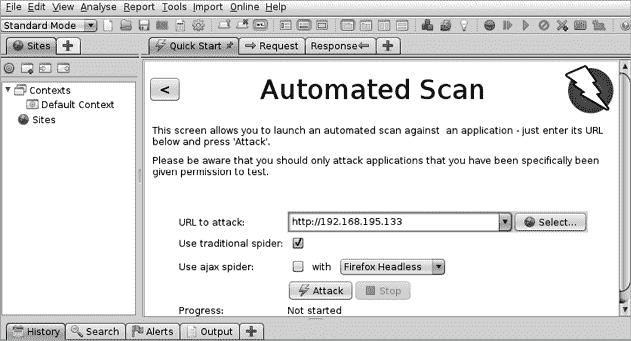 File Edit View Analyse Report Tools Import Online Help
Standard Mode
Sites
Quick Start
Request
Response
Contexts
Default Context
Sites
<
Automated Scan
This screen allows you to launch an automated scan against an application - just enter its URL
below and press 'Attack'.
Please be aware that you should only attack applications that you have been specifically been
given permission to test.
URL to attack:
http://192.168.195.133
Select...
Use traditional spider:
Use ajax spider:
with
Firefox Headless
Attack
Stop
Progress:
Not started
History
Search
Alerts
Output